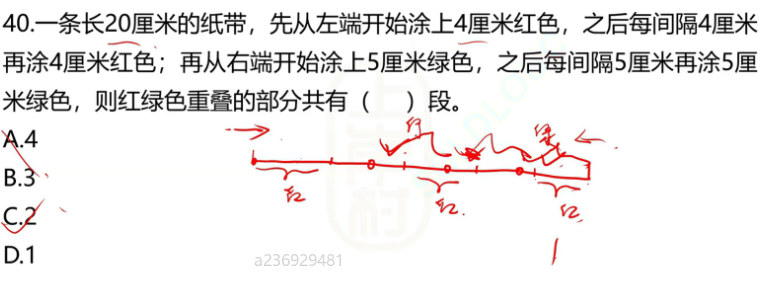 40.一条长20厘米的纸带，先从左端开始涂上4厘米红色，之后每间隔4厘米
再涂4厘米红色；再从右端开始涂上5厘米绿色，之后每间隔5厘米再涂5厘
米绿色，则红绿色重叠的部分共有（ ）段。
A.4
B.3
C.2
D.1
红
红
红
a236929481